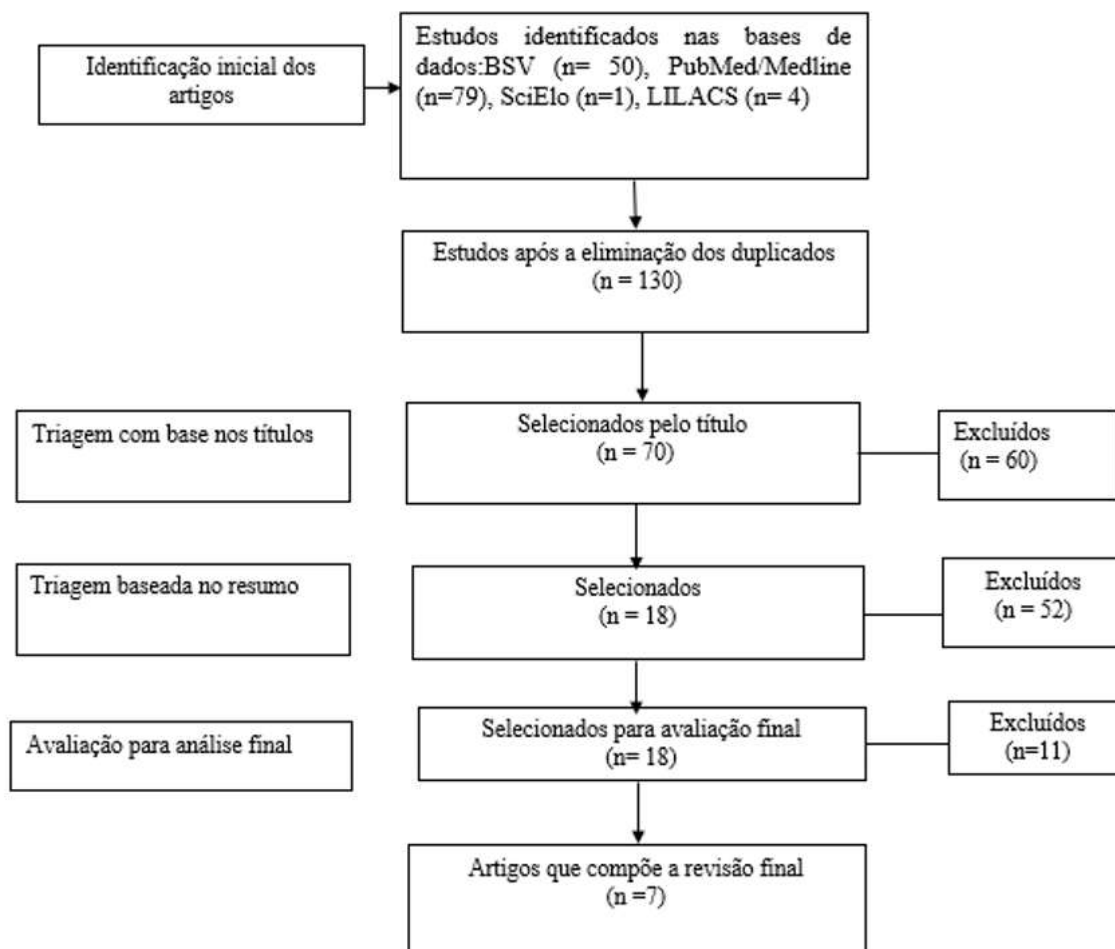 Identificação inicial dos
artigos
Estudos identificados nas bases de
dados:BSV (n= 50), PubMed/Medline
(n=79), SciElo (n=1), LILACS (n= 4)
Estudos após a eliminação dos duplicados
(n = 130)
Triagem com base nos títulos
Selecionados pelo título
(n = 70)
Excluídos
(n = 60)
Triagem baseada no resumo
Selecionados
(n = 18)
Excluídos
(n = 52)
Avaliação para análise final
Selecionados para avaliação final
(n= 18)
Excluídos
(n=11)
Artigos que compõe a revisão final
(n =7)